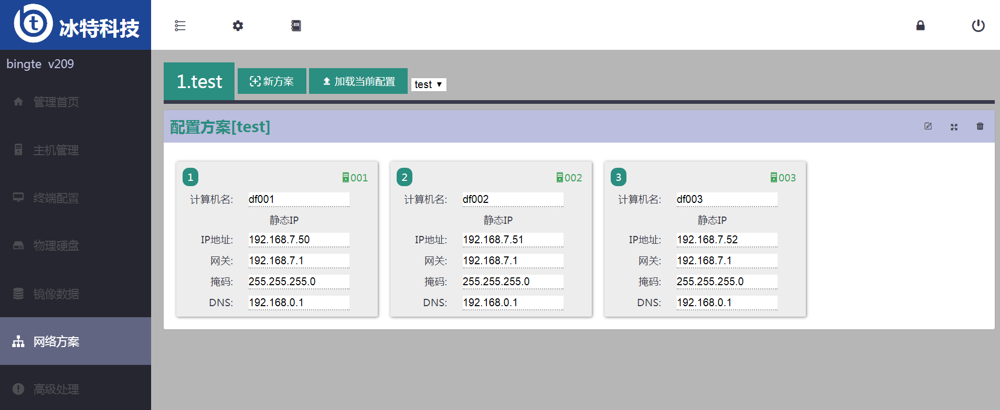 冰特科技
bingte v209
管理首页
主机管理
终端配置
物理硬盘
镜像数据
网络方案
高级处理
1.test 新方案 加载当前配置 test
配置方案[test]
1 001
计算机名: df001
静态IP
IP地址: 192.168.7.50
网关: 192.168.7.1
掩码: 255.255.255.0
DNS: 192.168.0.1
2 002
计算机名: df002
静态IP
IP地址: 192.168.7.51
网关: 192.168.7.1
掩码: 255.255.255.0
DNS: 192.168.0.1
3 003
计算机名: df003
静态IP
IP地址: 192.168.7.52
网关: 192.168.7.1
掩码: 255.255.255.0
DNS: 192.168.0.1